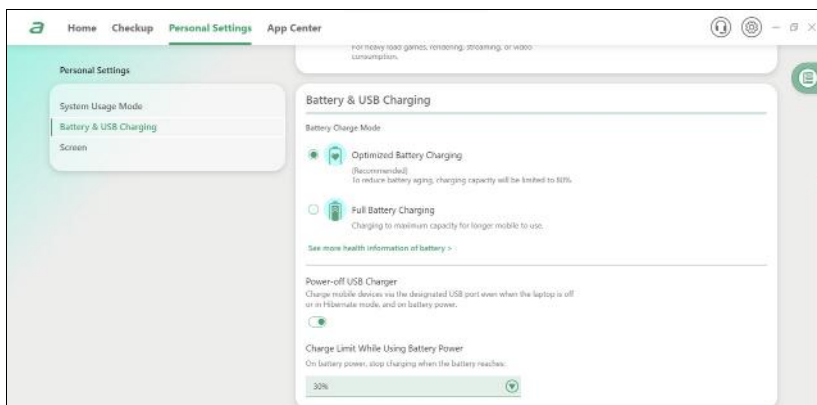 a Home Checkup Personal Settings App Center
For heavy load games, rendering, streaming, or video
consumption.
Personal Settings
System Usage Mode
Battery & USB Charging
Screen
Battery & USB Charging
Battery Charge Mode
Optimized Battery Charging
(Recommended)
To reduce battery aging, charging capacity will be limited to 80%.
Full Battery Charging
Charging to maximum capacity for longer mobile to use.
See more health information of battery >
Power-off USB Charger
Charge mobile devices via the designated USB port even when the laptop is off
or in Hibernate mode, and on battery power.
Charge Limit While Using Battery Power
On battery power, stop charging when the battery reaches:
30%